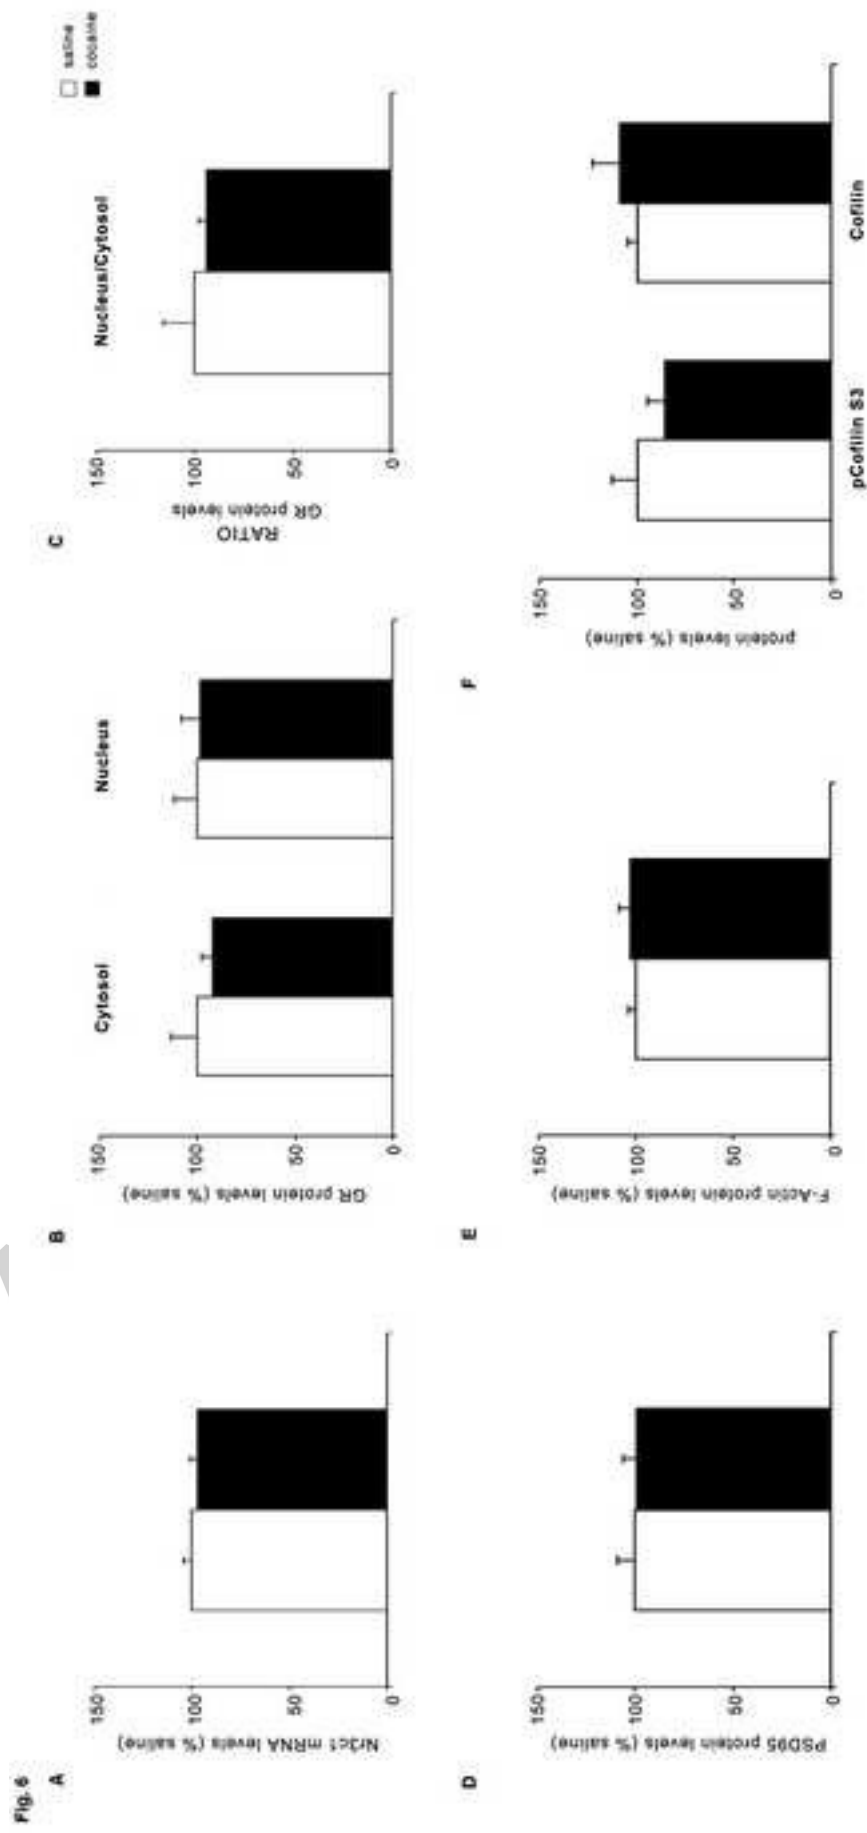 Fig. 6
A
Nr3c1 mRNA levels (% saline)
150
100
50
0
B
GR protein levels (% saline)
150
100
50
0
Cytosol
Nucleus
C
RATIO
GR protein levels
150
100
50
0
Nucleus/Cytosol
saline
cocaine
D
PSD95 protein levels (% saline)
150
100
50
0
E
F-Actin protein levels (% saline)
150
100
50
0
F
protein levels (% saline)
150
100
50
0
pCofilin S3
Cofilin